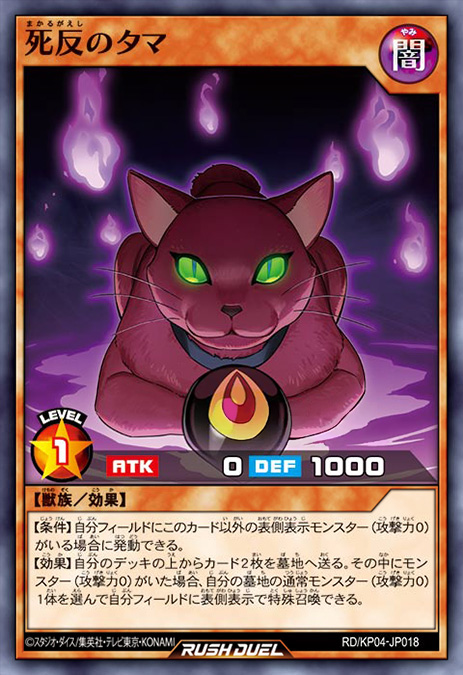 まかるがえし
死反のタマ
やみ
闇
LEVEL
1
ATK 0 DEF 1000
【獣族／効果】
【条件】自分フィールドにこのカード以外の表側表示モンスター(攻撃力0)
がいる場合に発動できる。
【効果】自分のデッキの上からカード2枚を墓地へ送る。その中にモン
スター(攻撃力0)がいた場合、自分の墓地の通常モンスター(攻撃力0)
1体を選んで自分フィールドに表側表示で特殊召喚できる。
©スタジオ・ダイス/集英社・テレビ東京・KONAMI
RUSH DUEL
RD/KP04-JP018